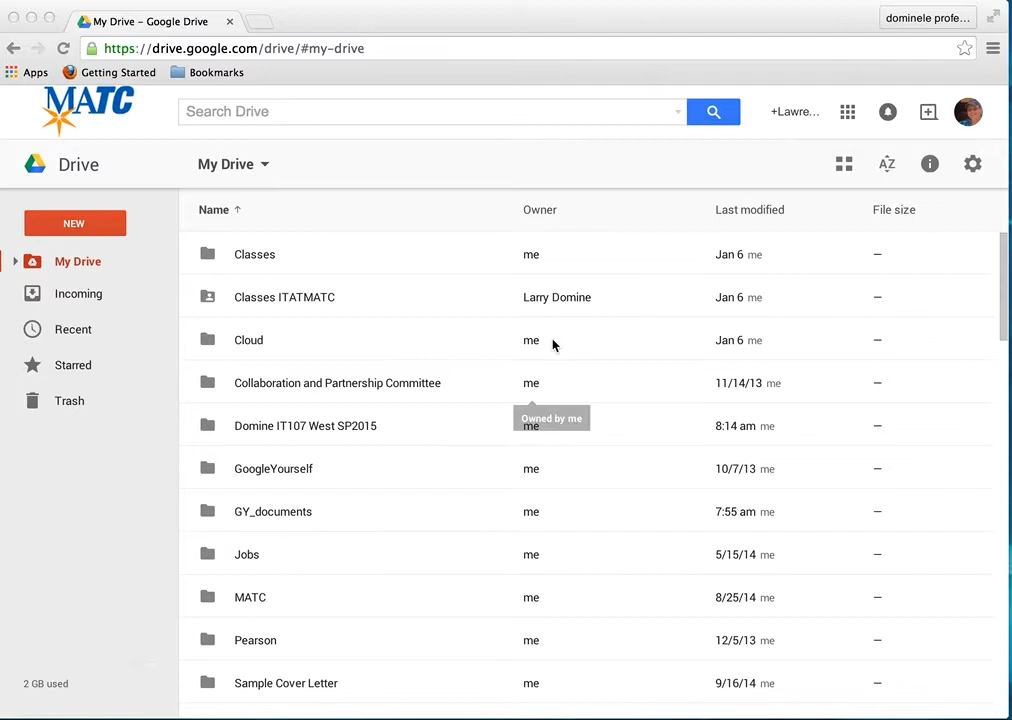 My Drive – Google Drive
dominele profe...
https://drive.google.com/drive/#my-drive
Apps Getting Started Bookmarks
MATC
Search Drive
+Lawre...
Drive
My Drive
AZ
NEW
My Drive
Incoming
Recent
Starred
Trash
2 GB used
Name Owner Last modified File size
Classes me Jan 6 me —
Classes ITATMATC Larry Domine Jan 6 me —
Cloud me Jan 6 me —
Collaboration and Partnership Committee me 11/14/13 me —
Owned by me
Domine IT107 West SP2015 me 8:14 am me —
GoogleYourself me 10/7/13 me —
GY_documents me 7:55 am me —
Jobs me 5/15/14 me —
MATC me 8/25/14 me —
Pearson me 12/5/13 me —
Sample Cover Letter me 9/16/14 me —